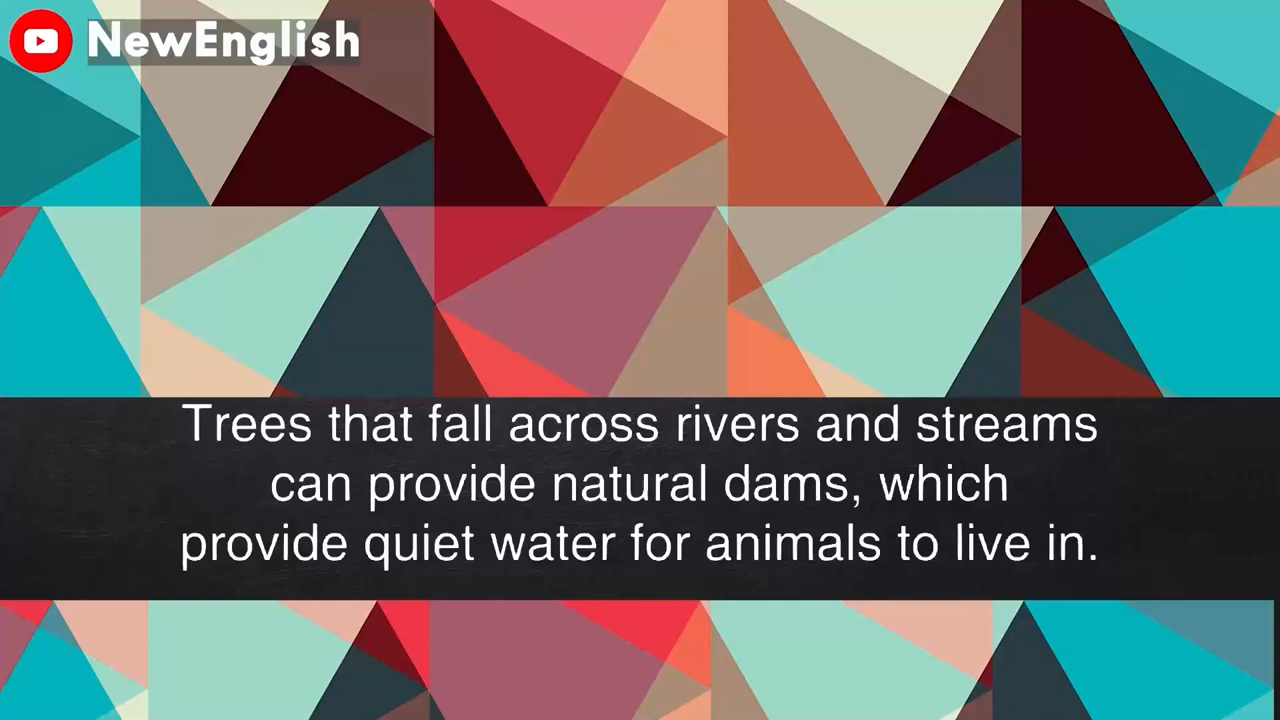 NewEnglish
Trees that fall across rivers and streams
can provide natural dams, which
provide quiet water for animals to live in.